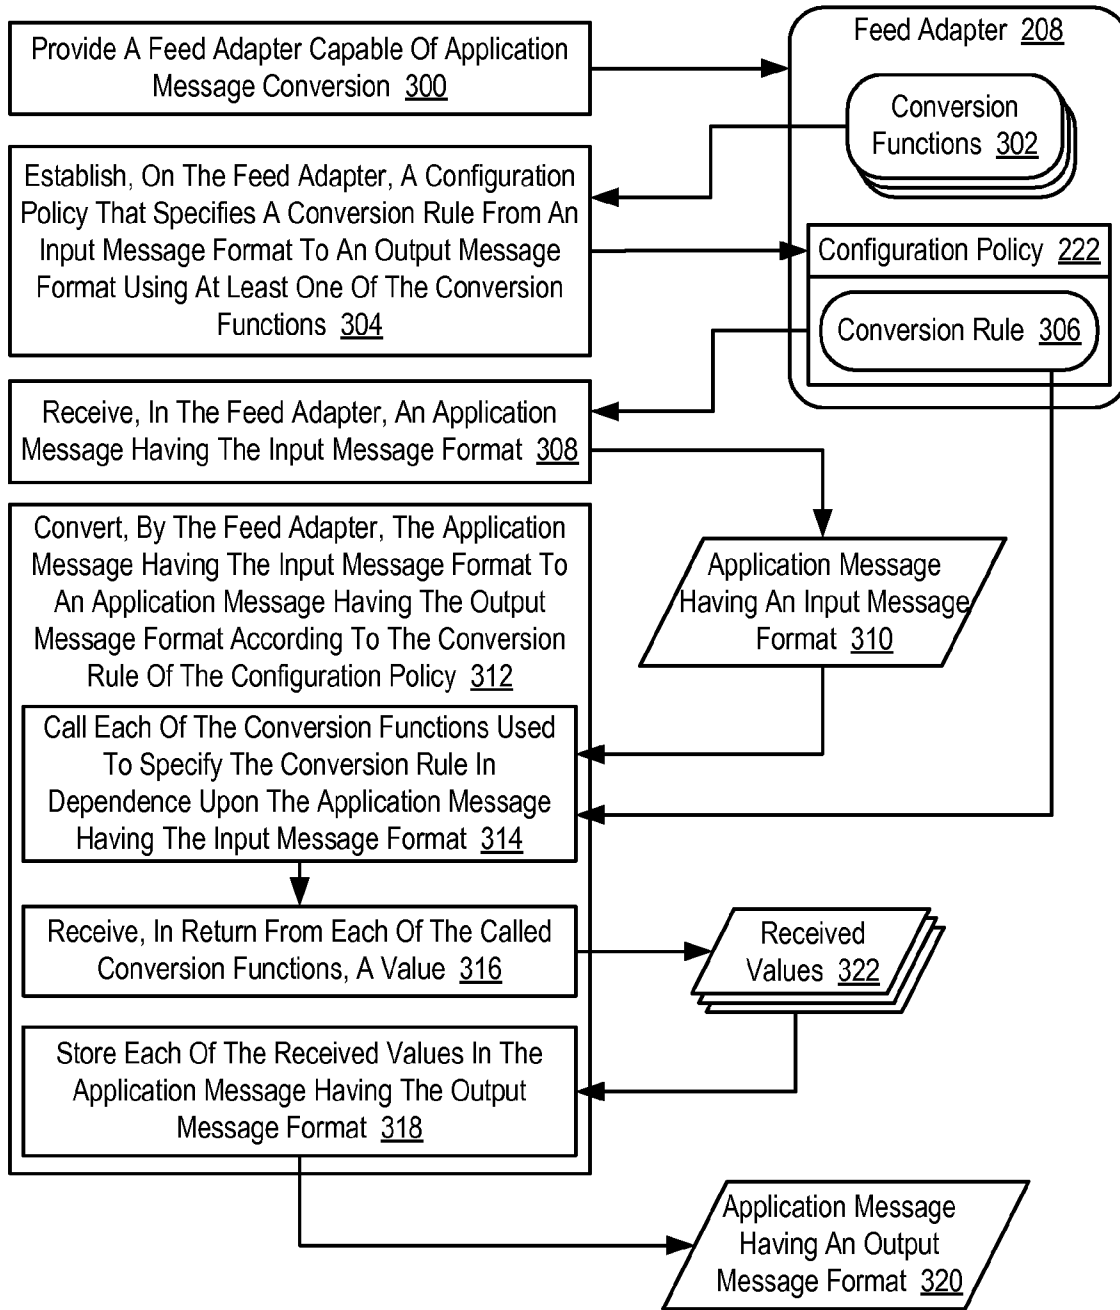 Provide A Feed Adapter Capable Of Application
Message Conversion 300
Feed Adapter 208
Conversion
Functions 302
Establish, On The Feed Adapter, A Configuration
Policy That Specifies A Conversion Rule From An
Input Message Format To An Output Message
Format Using At Least One Of The Conversion
Functions 304
Configuration Policy 222
Conversion Rule 306
Receive, In The Feed Adapter, An Application
Message Having The Input Message Format 308
Convert, By The Feed Adapter, The Application
Message Having The Input Message Format To
An Application Message Having The Output
Message Format According To The Conversion
Rule Of The Configuration Policy 312
Application Message
Having An Input Message
Format 310
Call Each Of The Conversion Functions Used
To Specify The Conversion Rule In
Dependence Upon The Application Message
Having The Input Message Format 314
Receive, In Return From Each Of The Called
Conversion Functions, A Value 316
Received
Values 322
Store Each Of The Received Values In The
Application Message Having The Output
Message Format 318
Application Message
Having An Output
Message Format 320